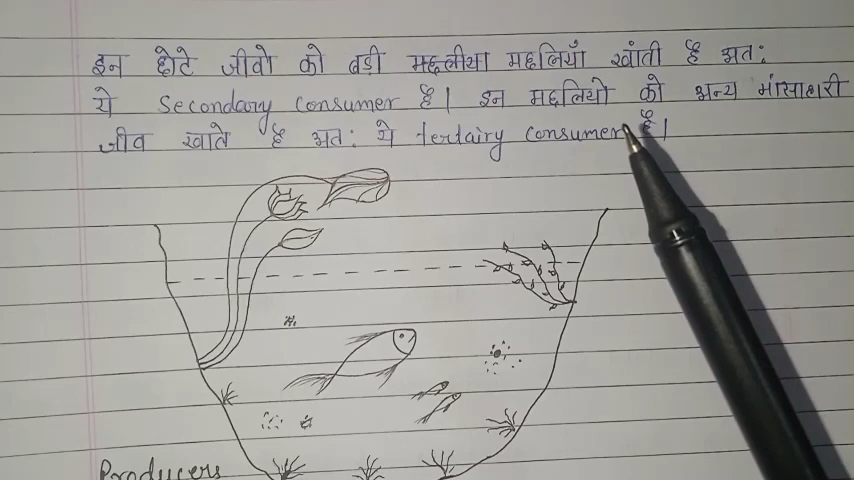 इन छोटे जीवो को बड़ी मछलीया मछलियाँ खाती है अतः
ये Secondary consumer है। इन मछलियो को अन्य मांसाहारी
जीव खाते है अतः ये tertairy consumer है।
Producers